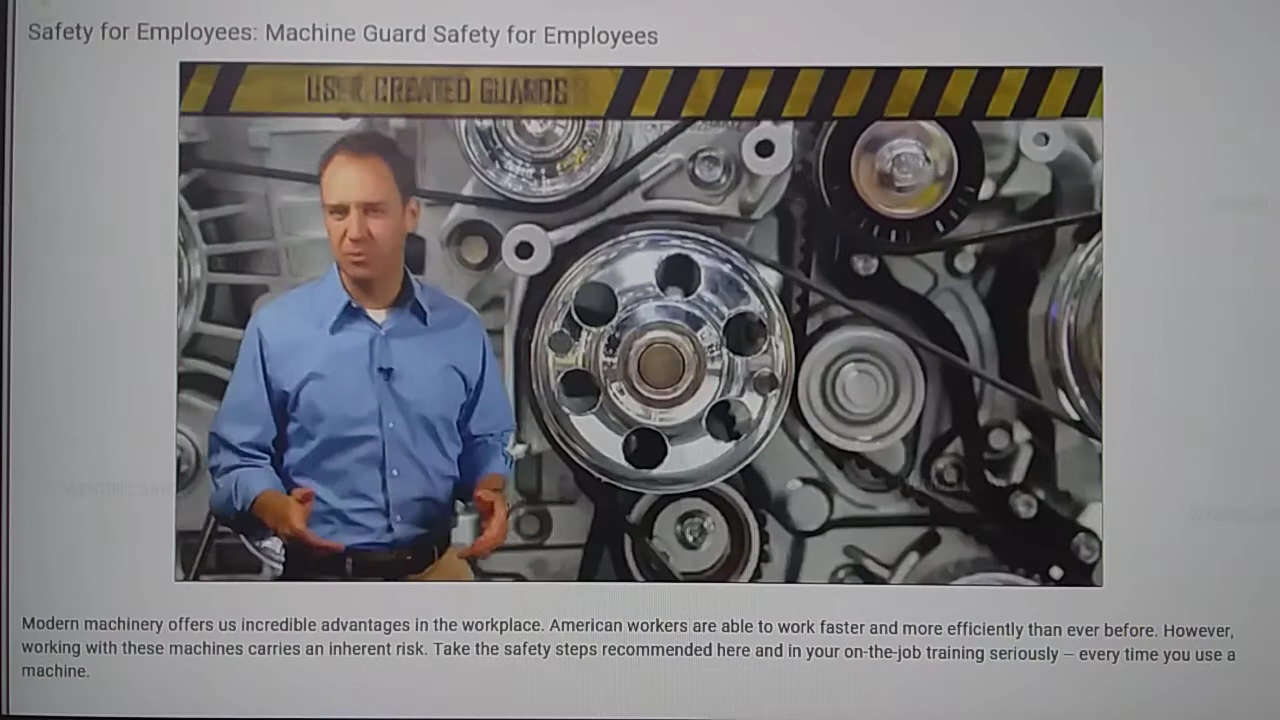 Safety for Employees: Machine Guard Safety for Employees
USER CREATED GUARDS
Modern machinery offers us incredible advantages in the workplace. American workers are able to work faster and more efficiently than ever before. However,
working with these machines carries an inherent risk. Take the safety steps recommended here and in your on-the-job training seriously – every time you use a
machine.